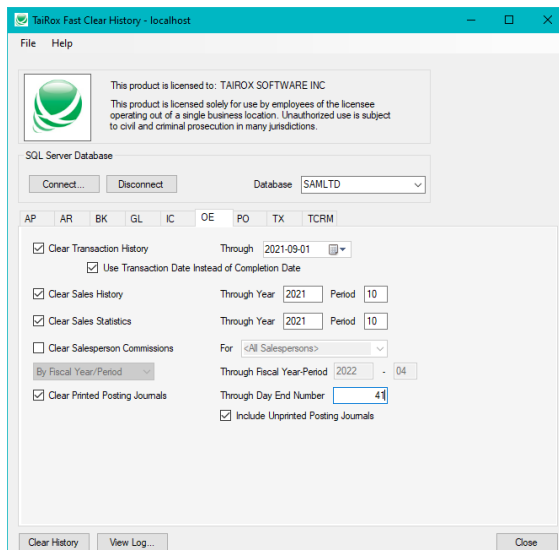 TaiRox Fast Clear History - localhost
File Help
This product is licensed to: TAIROX SOFTWARE INC
This product is licensed solely for use by employees of the licensee
operating out of a single business location. Unauthorized use is subject
to civil and criminal prosecution in many jurisdictions.
SQL Server Database
Connect... Disconnect Database SAMLTD
AP AR BK GL IC OE PO TX TCRM
Clear Transaction History Through 2021-09-01
Use Transaction Date Instead of Completion Date
Clear Sales History Through Year 2021 Period 10
Clear Sales Statistics Through Year 2021 Period 10
Clear Salesperson Commissions For <All Salespersons>
By Fiscal Year/Period Through Fiscal Year-Period 2022 - 04
Clear Printed Posting Journals Through Day End Number 41
Include Unprinted Posting Journals
Clear History View Log... Close